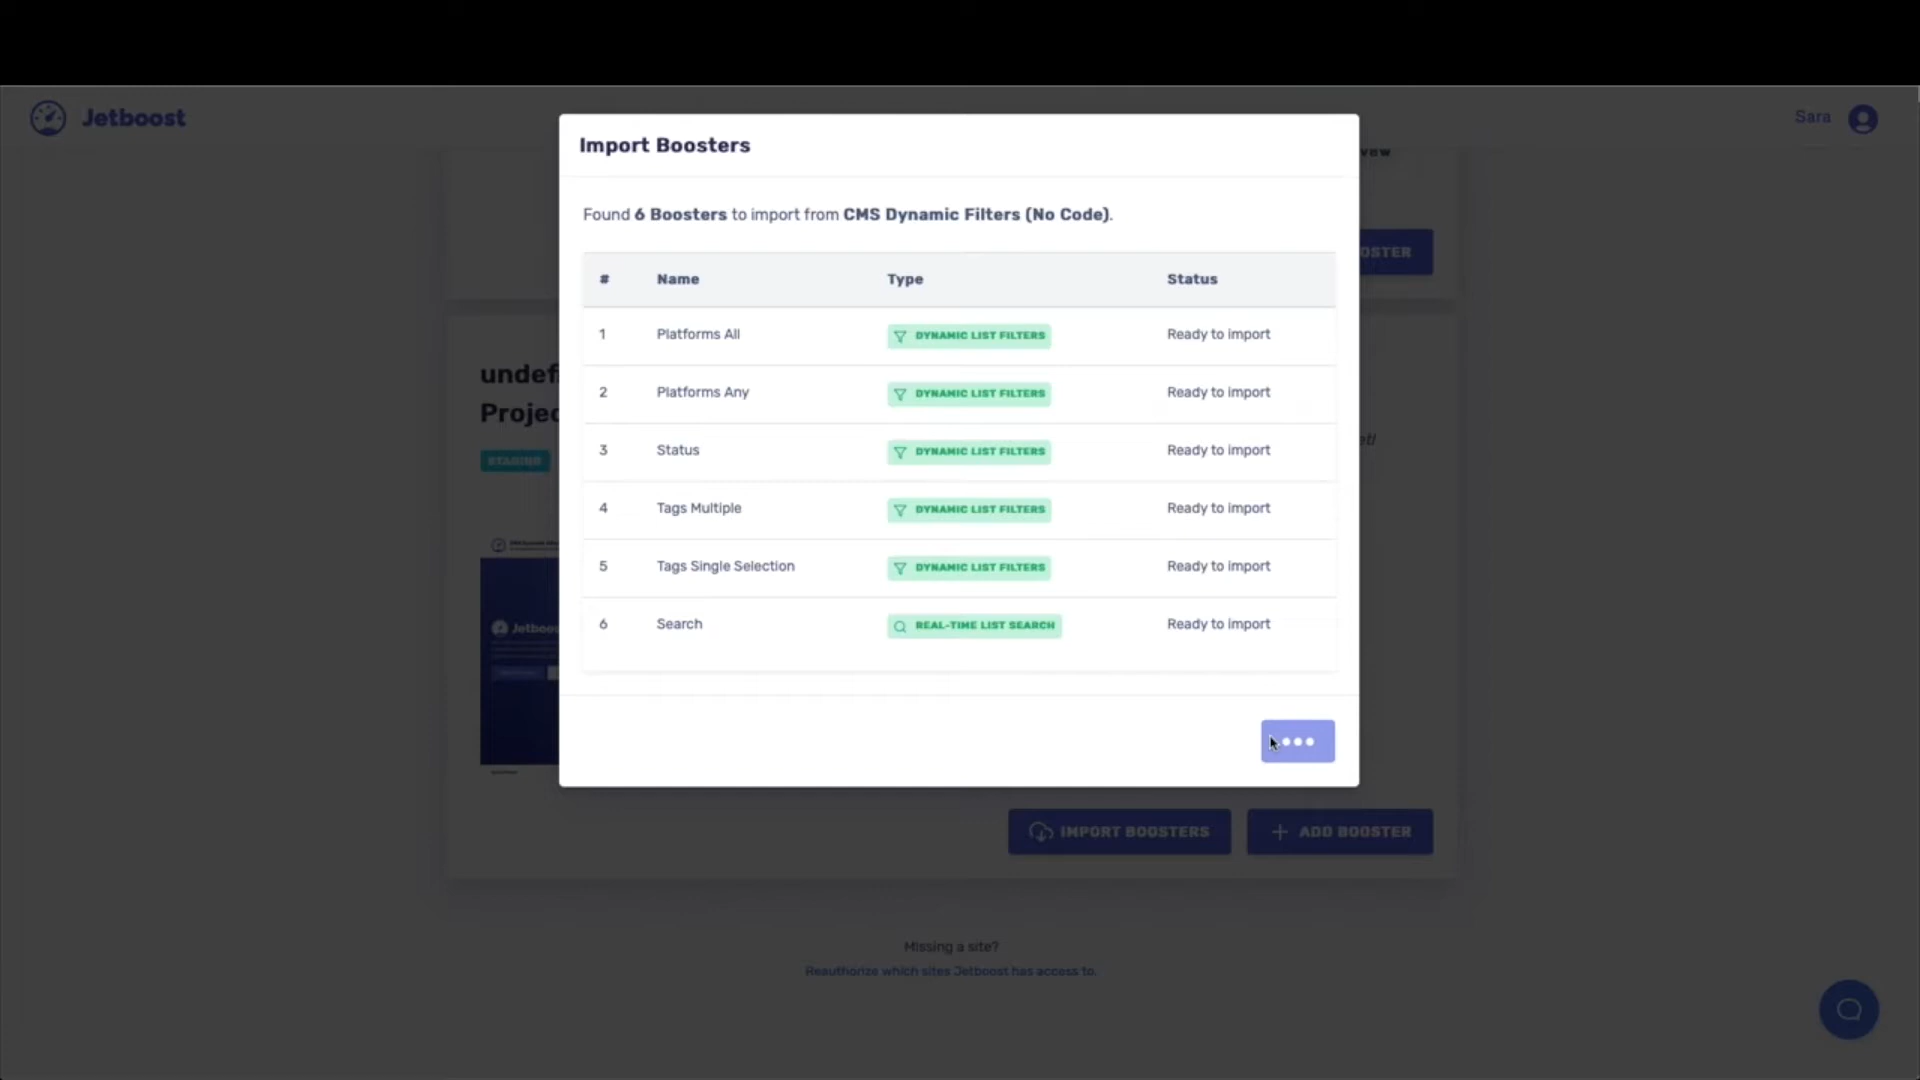 Jetboost
Sara
Import Boosters
Found 6 Boosters to import from CMS Dynamic Filters (No Code).
# Name Type Status
1 Platforms All DYNAMIC LIST FILTERS Ready to import
2 Platforms Any DYNAMIC LIST FILTERS Ready to import
3 Status DYNAMIC LIST FILTERS Ready to import
4 Tags Multiple DYNAMIC LIST FILTERS Ready to import
5 Tags Single Selection DYNAMIC LIST FILTERS Ready to import
6 Search REAL-TIME LIST SEARCH Ready to import
OSTER
undef
Projec
STAGING
Jetboos
IMPORT BOOSTERS
+ ADD BOOSTER
Missing a site?
Reauthorize which sites Jetboost has access to.